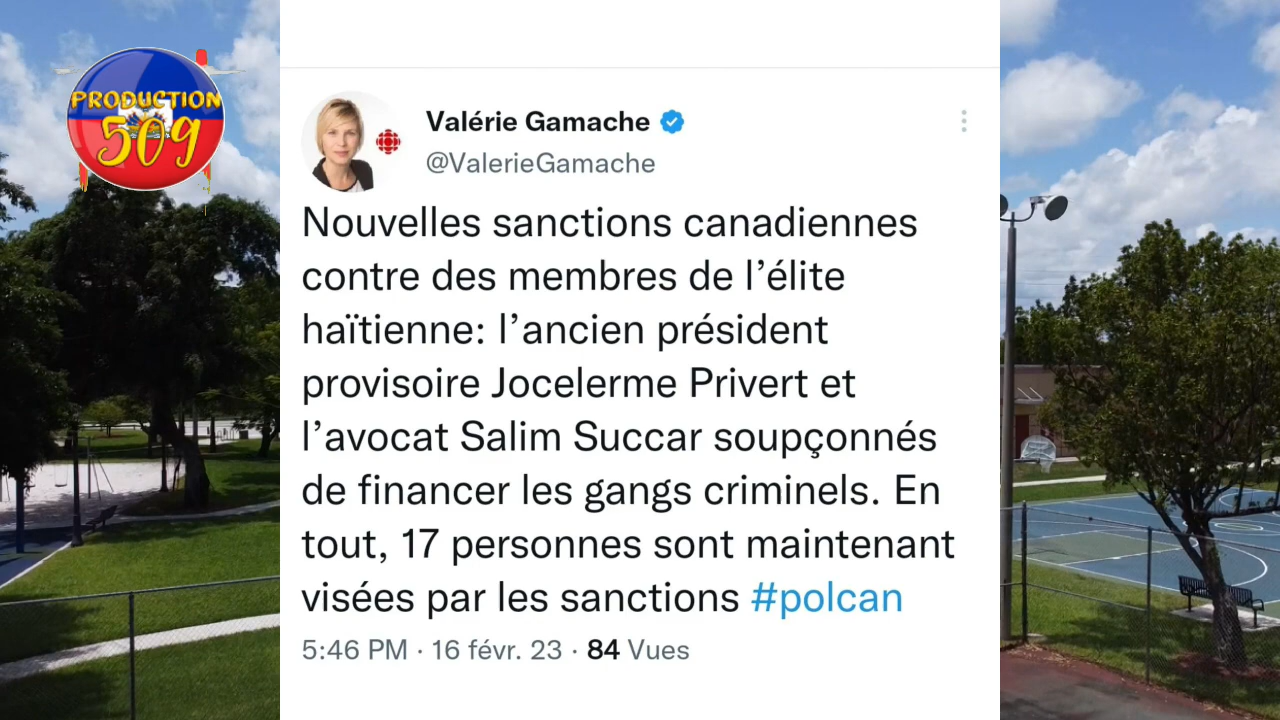 PRODUCTION
509
Valérie Gamache
@ValerieGamache
Nouvelles sanctions canadiennes
contre des membres de l’élite
haïtienne: l’ancien président
provisoire Jocelerme Privert et
l’avocat Salim Succar soupçonnés
de financer les gangs criminels. En
tout, 17 personnes sont maintenant
visées par les sanctions #polcan
5:46 PM · 16 févr. 23 · 84 Vues